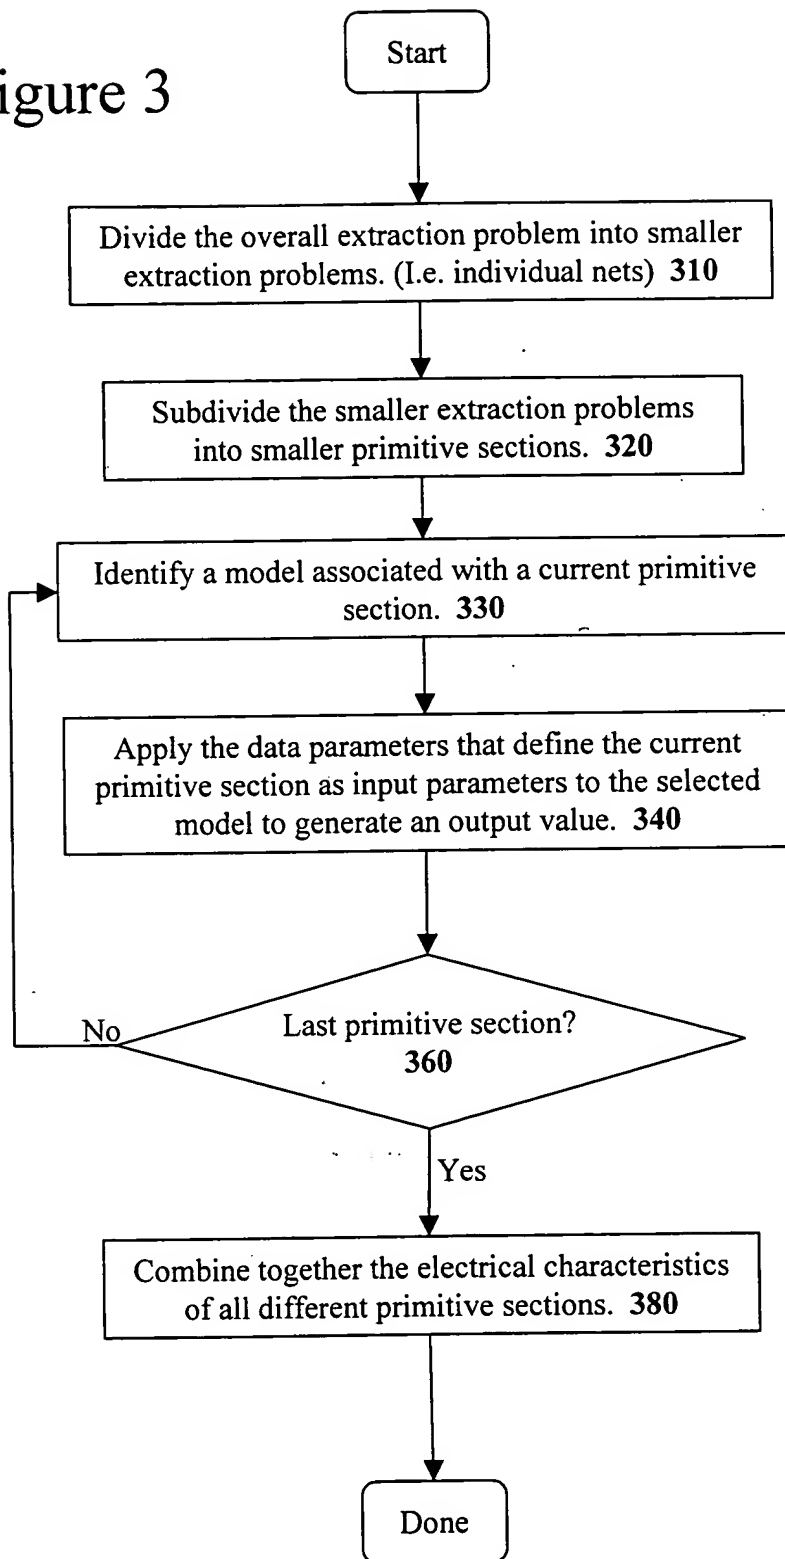 Start
igure 3
Divide the overall extraction problem into smaller
extraction problems. (I.e. individual nets) 310
Subdivide the smaller extraction problems
into smaller primitive sections. 320
Identify a model associated with a current primitive
section. 330
Apply the data parameters that define the current
primitive section as input parameters to the selected
model to generate an output value. 340
Last primitive section?
360
No
Yes
Combine together the electrical characteristics
of all different primitive sections. 380
Done